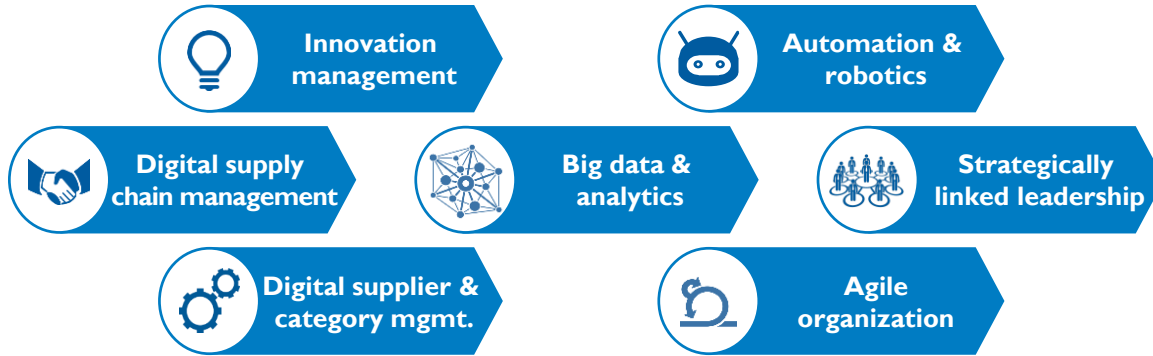 Innovation
management
Automation &
robotics
Digital supply
chain management
Big data &
analytics
Strategically
linked leadership
Digital supplier &
category mgmt.
Agile
organization